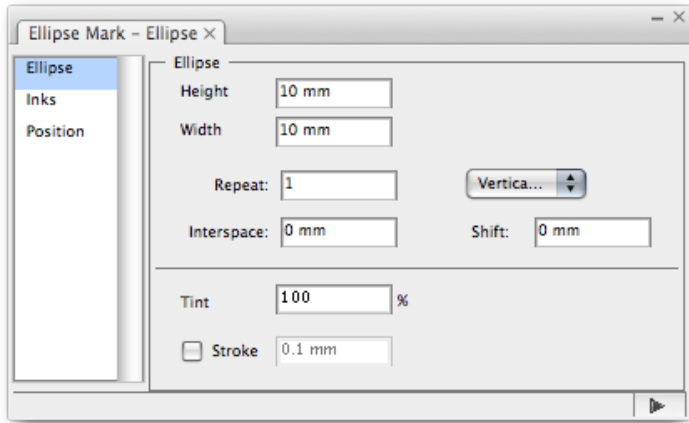 Ellipse Mark – Ellipse ×
Ellipse
Inks
Position
Ellipse
Height 10 mm
Width 10 mm
Repeat: 1 Vertica...
Interspace: 0 mm Shift: 0 mm
Tint 100 %
Stroke 0.1 mm